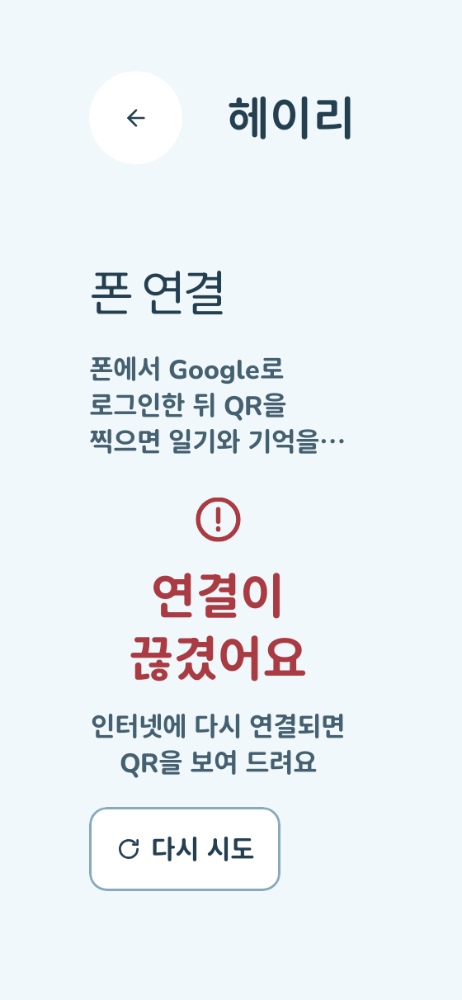 헤이리
폰 연결
폰에서 Google로
로그인한 뒤 QR을
찍으면 일기와 기억을…
연결이
끊겼어요
인터넷에 다시 연결되면
QR을 보여 드려요
다시 시도